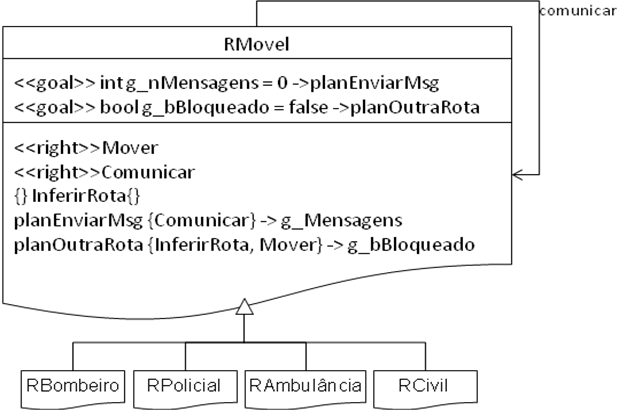 comunicar
RMovel
<<goal>> int g_nMensagens = 0 ->planEnviarMsg
<<goal>> bool g_bBloqueado = false ->planOutraRota
<<right>>Mover
<<right>>Comunicar
{} InferirRota{}
planEnviarMsg {Comunicar} -> g_Mensagens
planOutraRota {InferirRota, Mover} -> g_bBloqueado
RBombeiro RPolicial RAmbulância RCivil